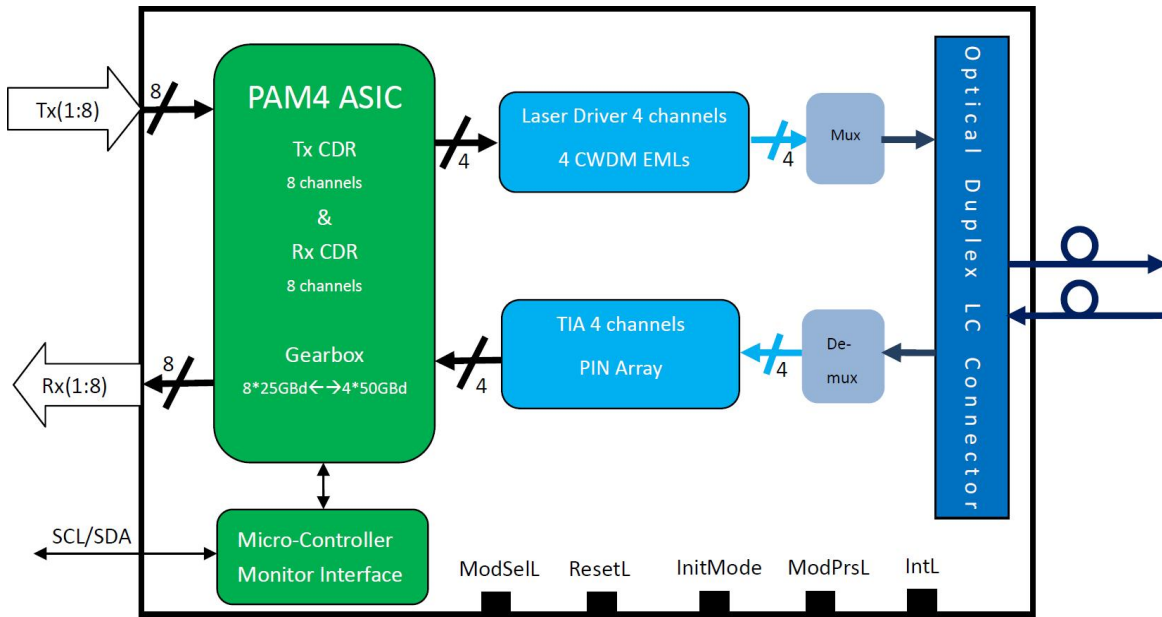 Tx(1:8)
8
PAM4 ASIC
Tx CDR
8 channels
&
Rx CDR
8 channels
Gearbox
8*25GBd←→4*50GBd
4
Laser Driver 4 channels
4 CWDM EMLs
4
Mux
Optical Duplex LC Connector
Rx(1:8)
8
4
TIA 4 channels
PIN Array
4
De-
mux
SCL/SDA
Micro-Controller
Monitor Interface
ModSelL
ResetL
InitMode
ModPrsL
IntL